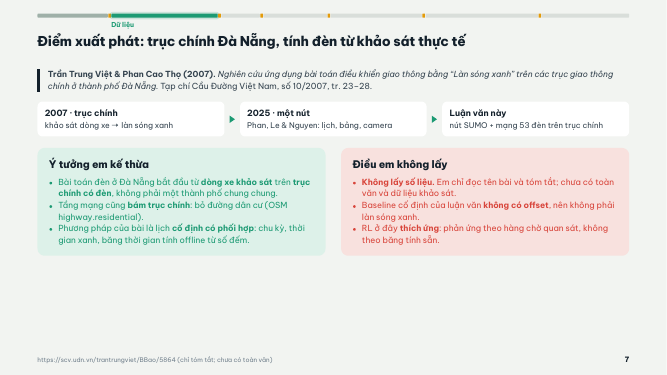 Dữ liệu
Điểm xuất phát: trục chính Đà Nẵng, tính đèn từ khảo sát thực tế
Trần Trung Việt & Phan Cao Thọ (2007). Nghiên cứu ứng dụng bài toán điều khiển giao thông bằng “Làn sóng xanh” trên các trục giao thông
chính ở thành phố Đà Nẵng. Tạp chí Cầu Đường Việt Nam, số 10/2007, tr. 23–28.
2007 · trục chính
khảo sát dòng xe → làn sóng xanh
2025 · một nút
Phan, Le & Nguyen: lịch, bảng, camera
Luận văn này
nút SUMO + mạng 53 đèn trên trục chính
Ý tưởng em kế thừa
• Bài toán đèn ở Đà Nẵng bắt đầu từ dòng xe khảo sát trên trục
chính có đèn, không phải một thành phố chung chung.
• Tầng mạng cũng bám trục chính: bỏ đường dân cư (OSM
highway.residential).
• Phương pháp của bài là lịch cố định có phối hợp: chu kỳ, thời
gian xanh, băng thời gian tính offline từ số đếm.
Điều em không lấy
• Không lấy số liệu. Em chỉ đọc tên bài và tóm tắt; chưa có toàn
văn và dữ liệu khảo sát.
• Baseline cố định của luận văn không có offset, nên không phải
làn sóng xanh.
• RL ở đây thích ứng: phản ứng theo hàng chờ quan sát, không
theo băng tính sẵn.
https://scv.udn.vn/trantrungviet/BBao/5864 (chỉ tóm tắt; chưa có toàn văn)
7